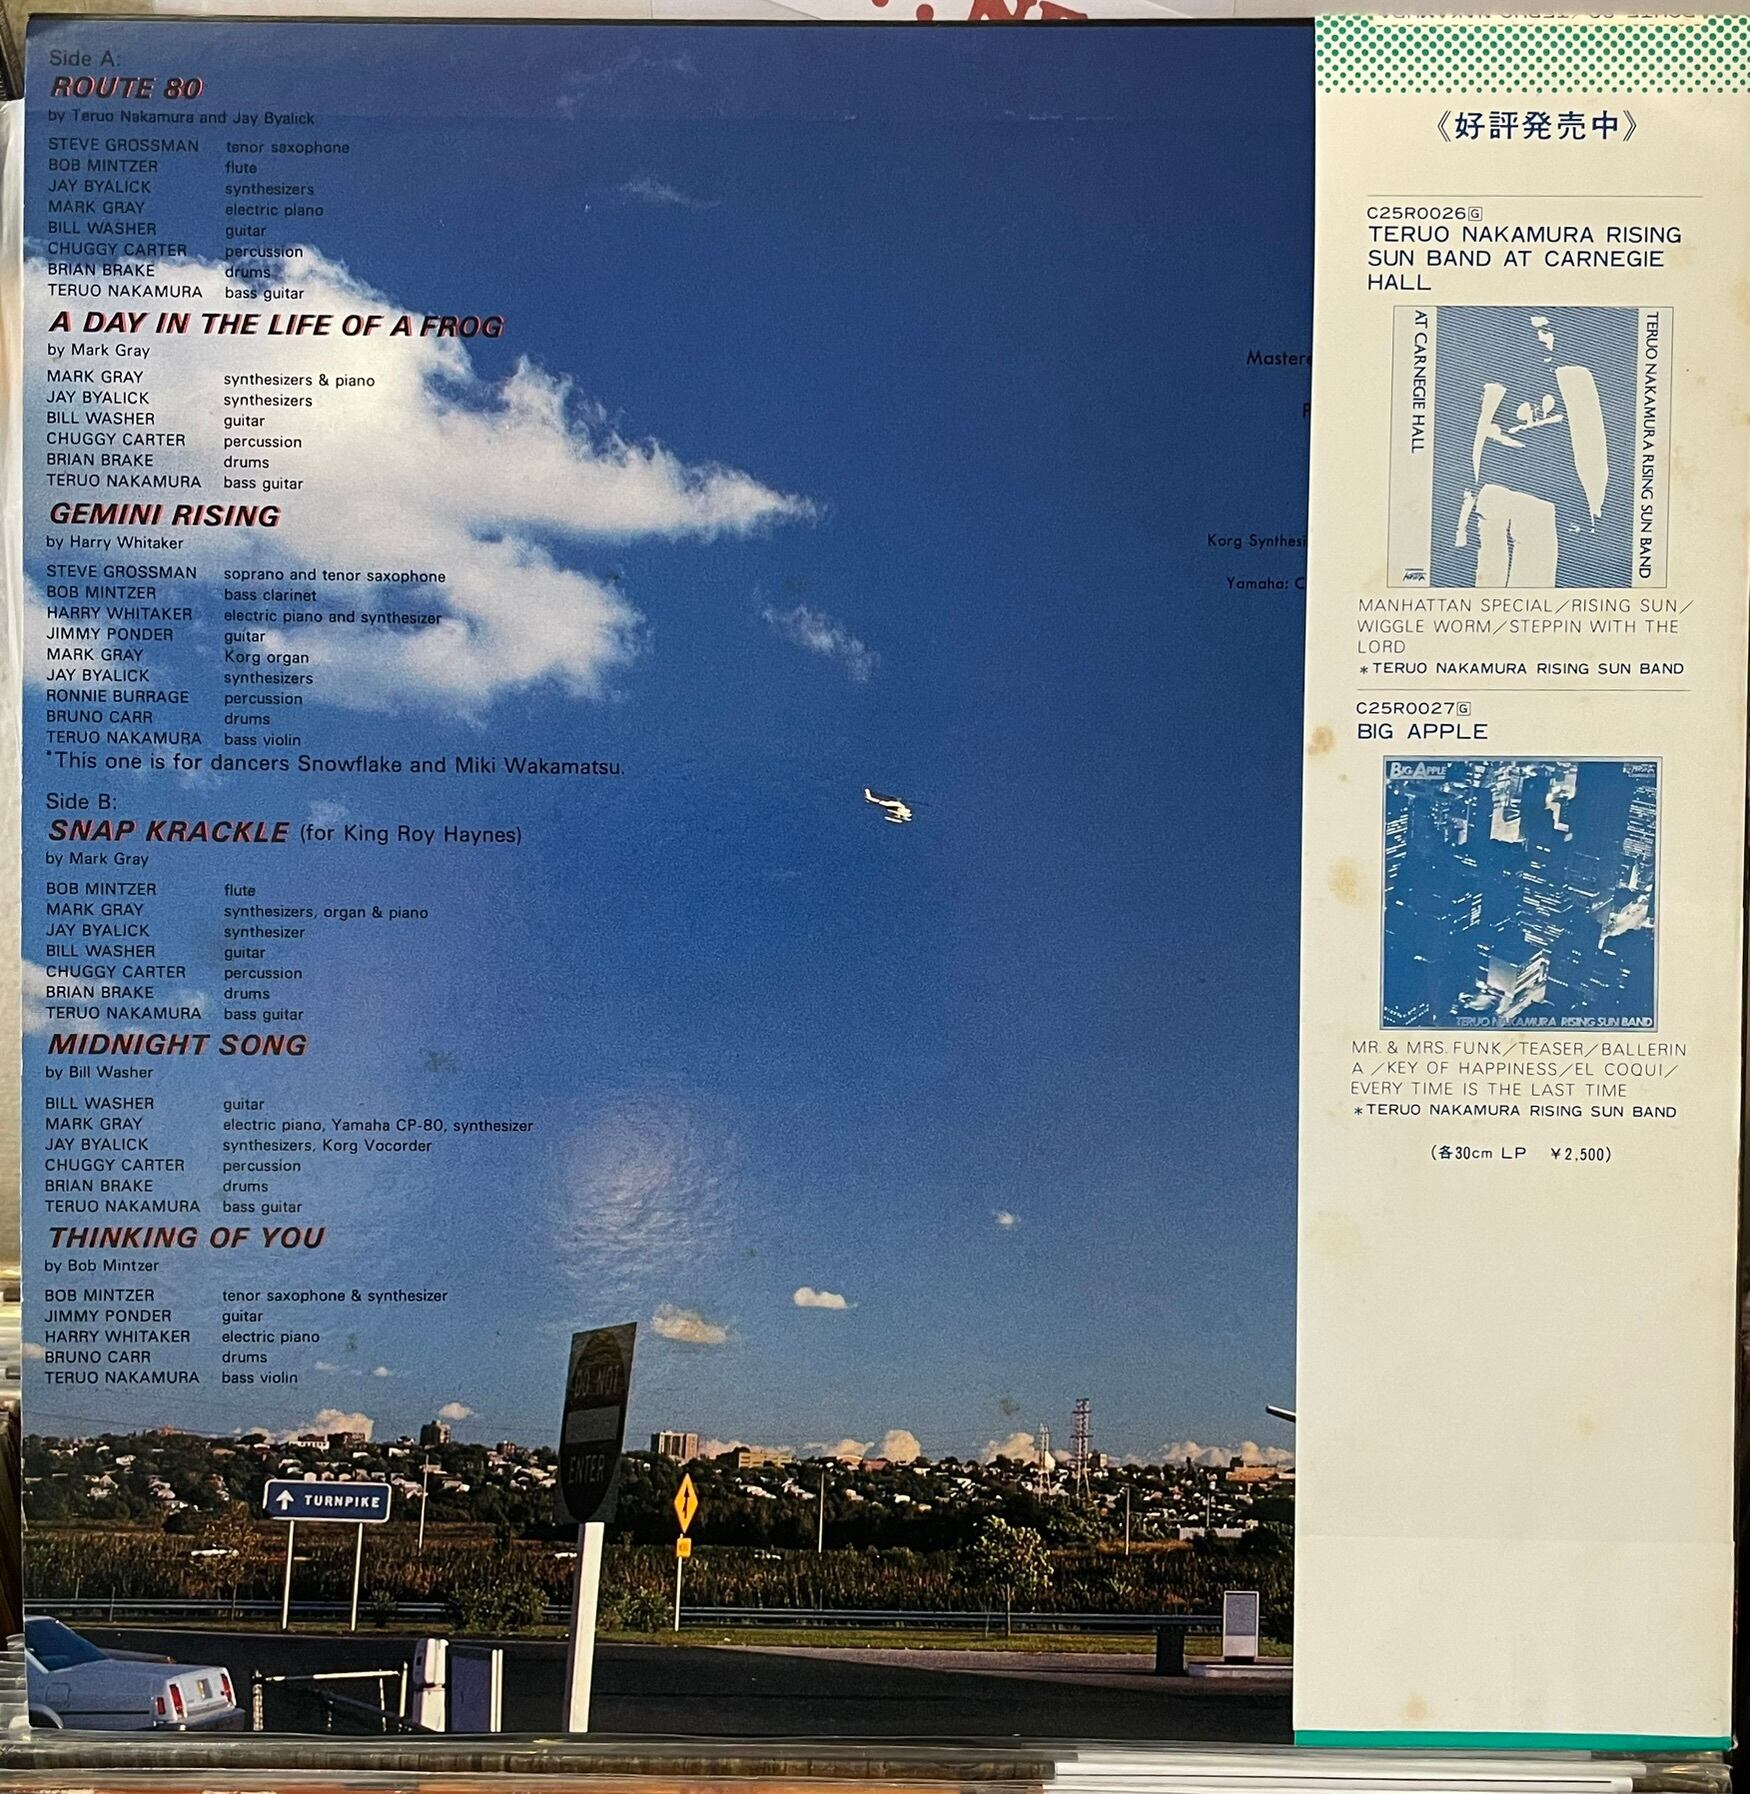 Side A:
ROUTE 80
by Teruo Nakamura and Jay Byalick
STEVE GROSSMAN tenor saxophone
BOB MINTZER flute
JAY BYALICK synthesizers
MARK GRAY electric piano
BILL WASHER guitar
CHUGGY CARTER percussion
BRIAN BRAKE drums
TERUO NAKAMURA bass guitar
A DAY IN THE LIFE OF A FROG
by Mark Gray
MARK GRAY synthesizers & piano
JAY BYALICK synthesizers
BILL WASHER guitar
CHUGGY CARTER percussion
BRIAN BRAKE drums
TERUO NAKAMURA bass guitar
GEMINI RISING
by Harry Whitaker
STEVE GROSSMAN soprano and tenor saxophone
BOB MINTZER bass clarinet
HARRY WHITAKER electric piano and synthesizer
JIMMY PONDER guitar
MARK GRAY Korg organ
JAY BYALICK synthesizers
RONNIE BURRAGE percussion
BRUNO CARR drums
TERUO NAKAMURA bass violin
*This one is for dancers Snowflake and Miki Wakamatsu.
Side B:
SNAP KRACKLE (for King Roy Haynes)
by Mark Gray
BOB MINTZER flute
MARK GRAY synthesizers, organ & piano
JAY BYALICK synthesizer
BILL WASHER guitar
CHUGGY CARTER percussion
BRIAN BRAKE drums
TERUO NAKAMURA bass guitar
MIDNIGHT SONG
by Bill Washer
BILL WASHER guitar
MARK GRAY electric piano, Yamaha CP-80, synthesizer
JAY BYALICK synthesizers, Korg Vocorder
CHUGGY CARTER percussion
BRIAN BRAKE drums
TERUO NAKAMURA bass guitar
THINKING OF YOU
by Bob Mintzer
BOB MINTZER tenor saxophone & synthesizer
JIMMY PONDER guitar
HARRY WHITAKER electric piano
BRUNO CARR drums
TERUO NAKAMURA bass violin
Mastere
Korg Synthesi
Yamaha: C
DO NOT
ENTER
TURNPIKE
《好評発売中》
C25R0026 G
TERUO NAKAMURA RISING
SUN BAND AT CARNEGIE
HALL
AT CARNEGIE HALL
TERUO NAKAMURA RISING SUN BAND
MANHATTAN SPECIAL／RISING SUN／
WIGGLE WORM／STEPPIN WITH THE
LORD
*TERUO NAKAMURA RISING SUN BAND
C25R0027 G
BIG APPLE
BIG APPLE
TERUO NAKAMURA RISING SUN BAND
MR. & MRS. FUNK／TEASER／BALLERIN
A／KEY OF HAPPINESS／EL COQUI／
EVERY TIME IS THE LAST TIME
*TERUO NAKAMURA RISING SUN BAND
(各30cm LP ¥2,500)